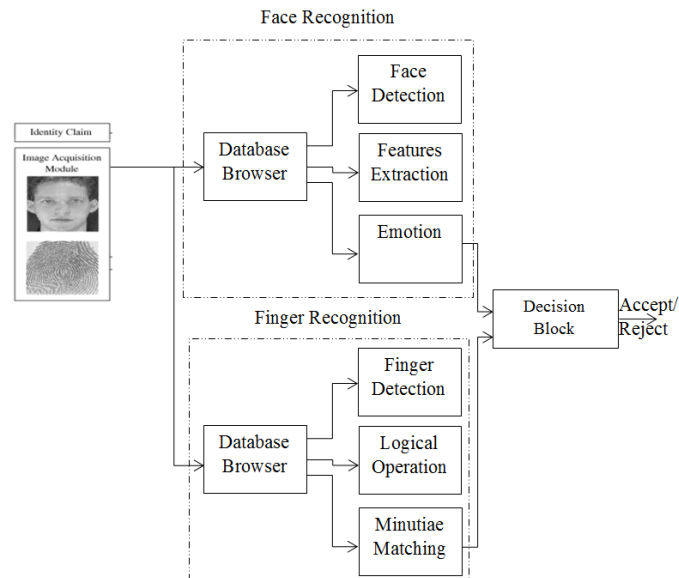 Face Recognition
Face
Detection
Identity Claim
Image Acquisition
Module
Database
Browser
Features
Extraction
Emotion
Finger Recognition
Decision
Block
Accept/
Reject
Finger
Detection
Database
Browser
Logical
Operation
Minutiae
Matching